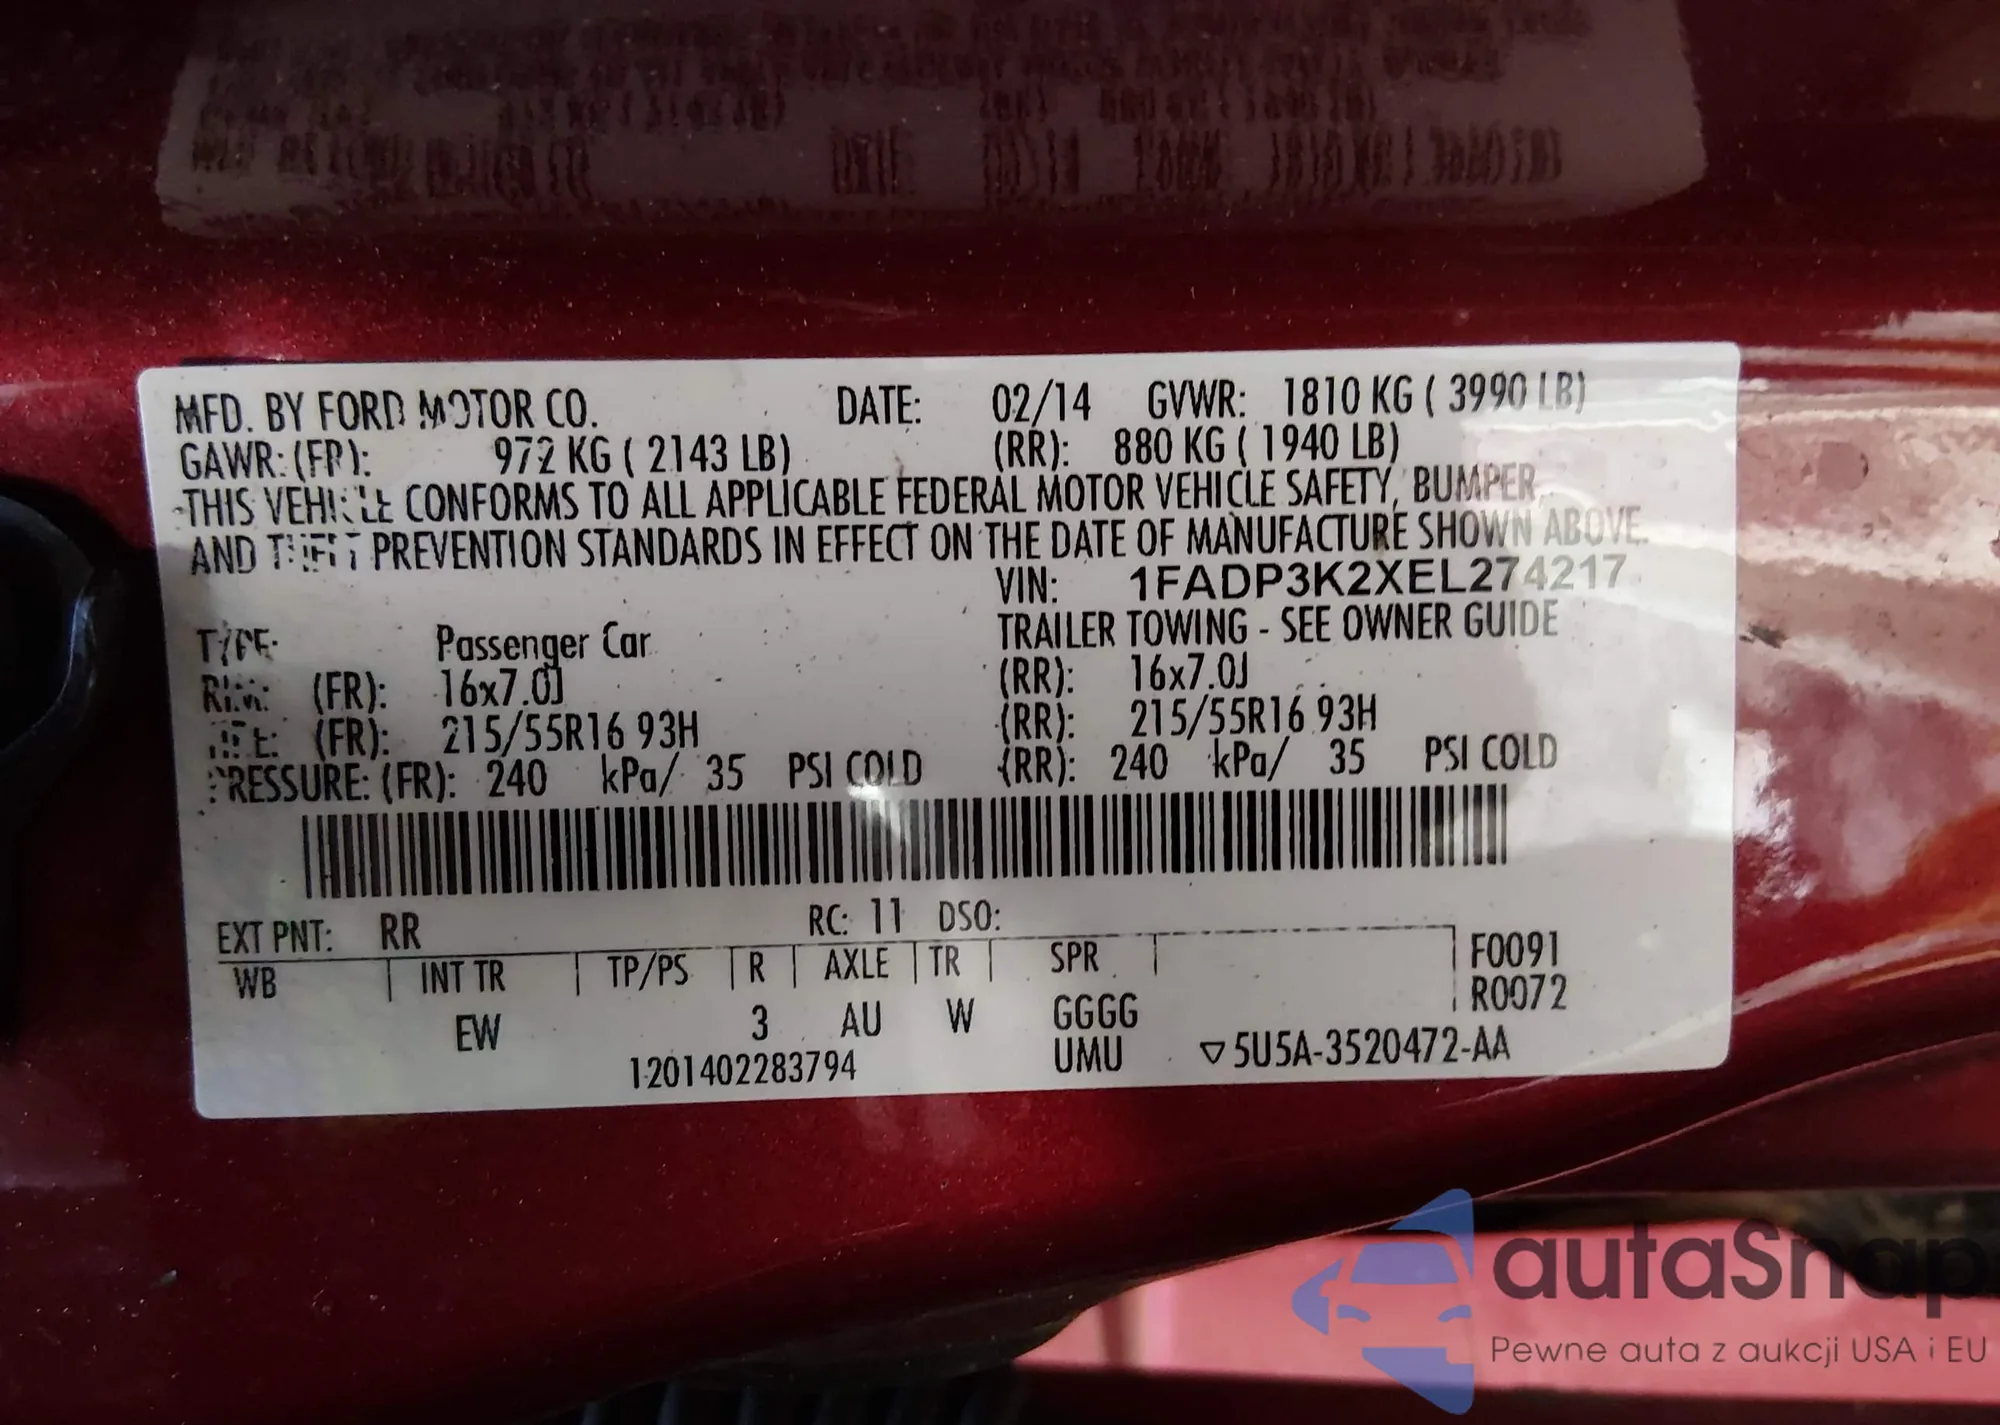 MFD. BY FORD MOTOR CO. DATE: 02/14 GVWR: 1810 KG ( 3990 LB)
GAWR: (FR): 972 KG ( 2143 LB) (RR): 880 KG ( 1940 LB)
THIS VEHICLE CONFORMS TO ALL APPLICABLE FEDERAL MOTOR VEHICLE SAFETY, BUMPER,
AND THEFT PREVENTION STANDARDS IN EFFECT ON THE DATE OF MANUFACTURE SHOWN ABOVE.
VIN: 1FADP3K2XEL274217
TYPE: Passenger Car TRAILER TOWING - SEE OWNER GUIDE
RIM: (FR): 16x7.0J (RR): 16x7.0J
TIRE: (FR): 215/55R16 93H (RR): 215/55R16 93H
PRESSURE: (FR): 240 kPa/ 35 PSI COLD (RR): 240 kPa/ 35 PSI COLD
EXT PNT: RR RC: 11 DSO:
WB INT TR TP/PS R AXLE TR SPR F0091
R0072
EW 3 AU W GGGG
1201402283794 UMU ▽5U5A-3520472-AA
autaSnap
Pewne auta z aukcji USA i EU